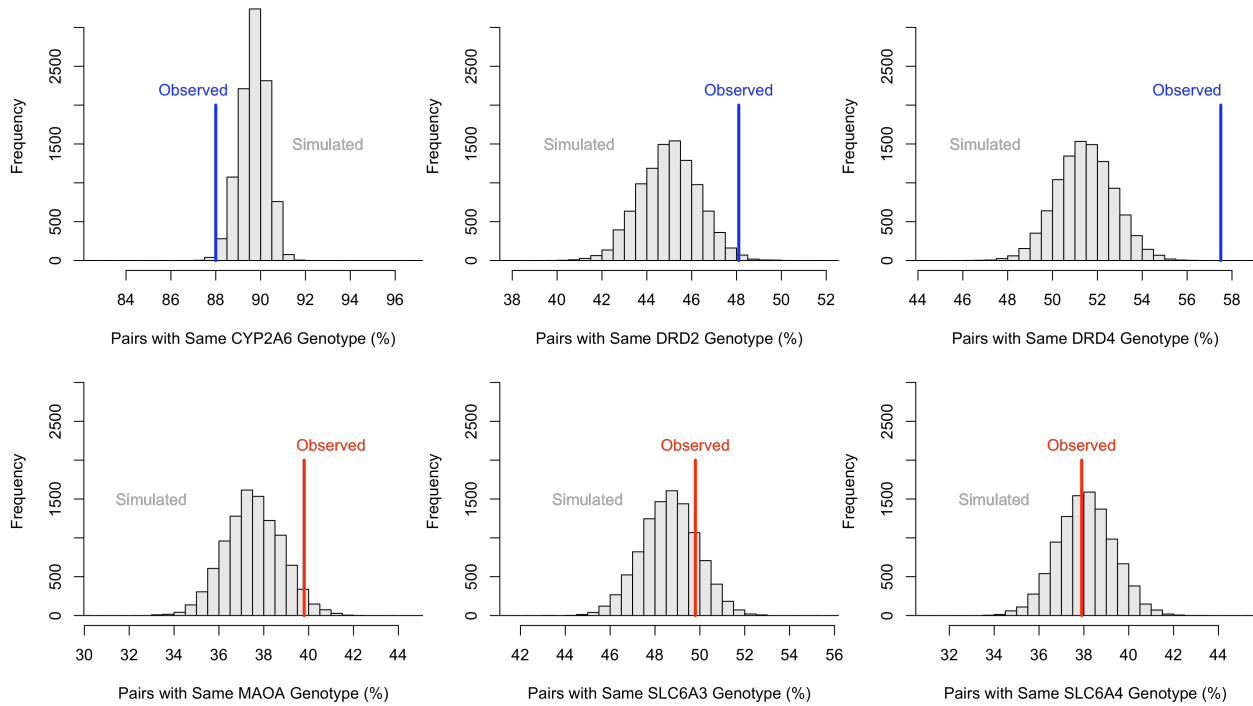 Frequency
2500
1500
500
0
Observed
Simulated
84 86 88 90 92 94 96
Pairs with Same CYP2A6 Genotype (%)
Frequency
2500
1500
500
0
Observed
Simulated
38 40 42 44 46 48 50 52
Pairs with Same DRD2 Genotype (%)
Frequency
2500
1500
500
0
Observed
Simulated
44 46 48 50 52 54 56 58
Pairs with Same DRD4 Genotype (%)
Frequency
2500
1500
500
0
Observed
Simulated
30 32 34 36 38 40 42 44
Pairs with Same MAOA Genotype (%)
Frequency
2500
1500
500
0
Observed
Simulated
42 44 46 48 50 52 54 56
Pairs with Same SLC6A3 Genotype (%)
Frequency
2500
1500
500
0
Observed
Simulated
32 34 36 38 40 42 44
Pairs with Same SLC6A4 Genotype (%)